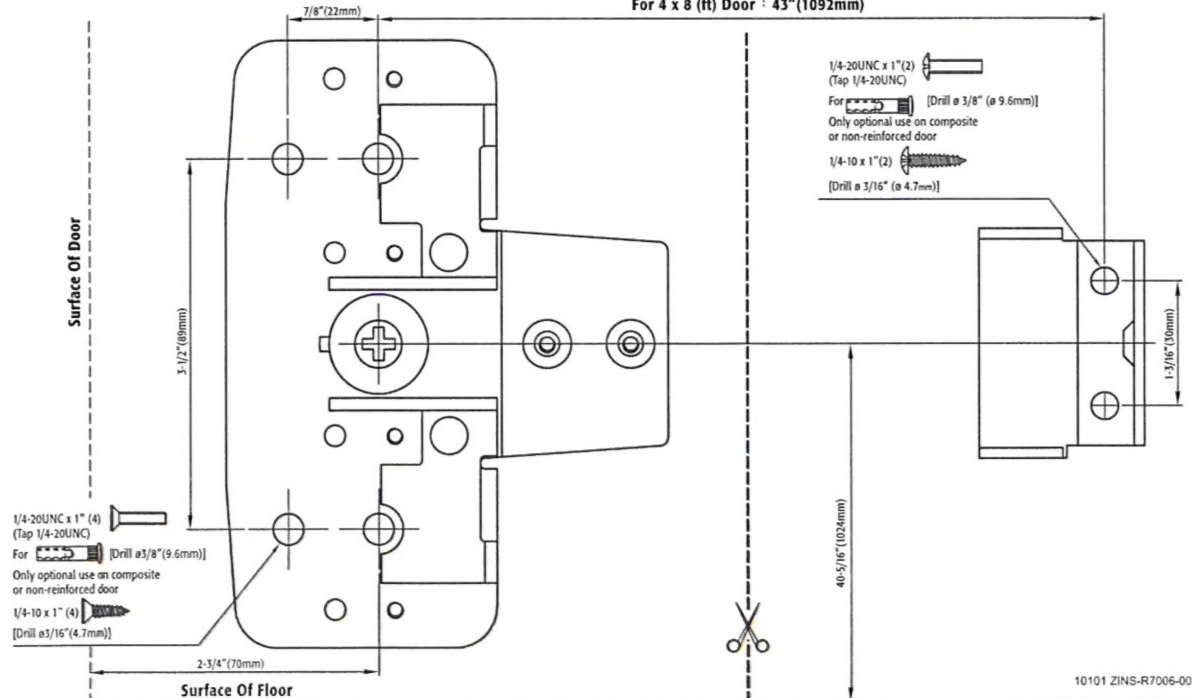 For 4 x 8 (ft) Door : 43"(1092mm)
7/8"(22mm)
1/4-20UNC x 1"(2)
(Tap 1/4-20UNC)
For [Drill ø 3/8" (ø 9.6mm)]
Only optional use on composite
or non-reinforced door
1/4-10 x 1"(2)
[Drill ø 3/16" (ø 4.7mm)]
Surface Of Door
3-1/2"(89mm)
1-3/16"(30mm)
40-5/16"(1024mm)
1/4-20UNC x 1" (4)
(Tap 1/4-20UNC)
For [Drill ø3/8"(9.6mm)]
Only optional use on composite
or non-reinforced door
1/4-10 x 1" (4)
[Drill ø3/16"(4.7mm)]
2-3/4"(70mm)
Surface Of Floor
10101 ZINS-R7006-00